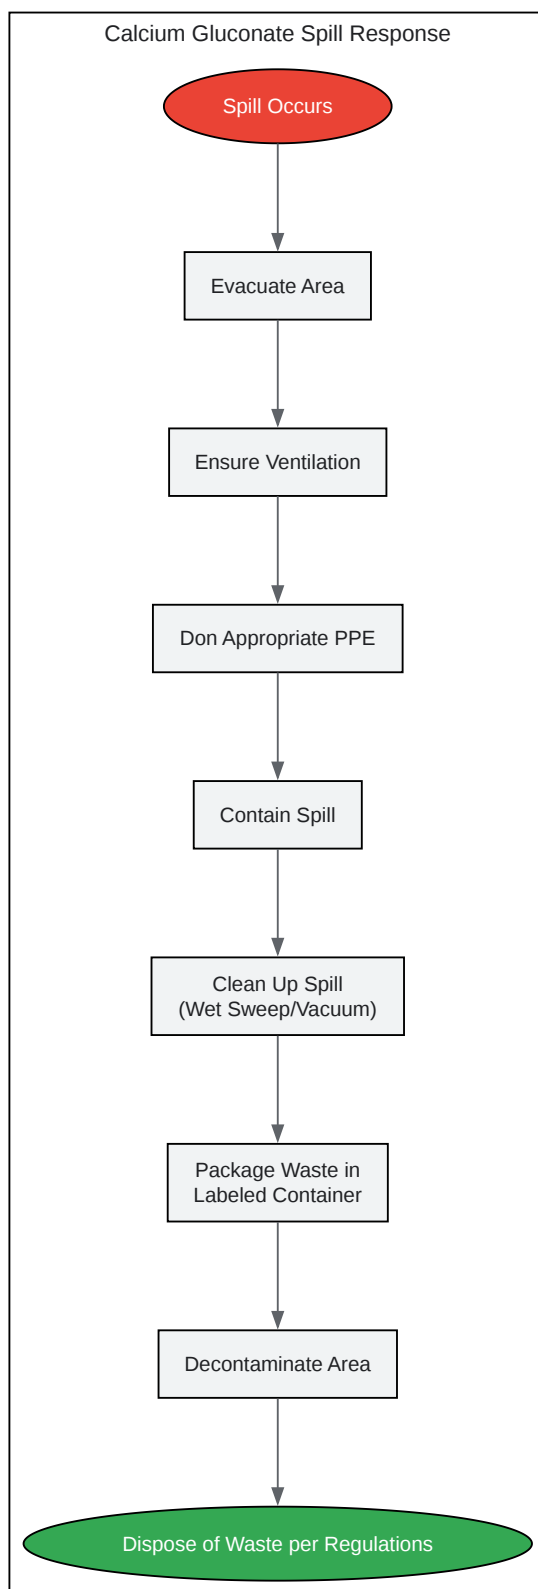 Calcium Gluconate Spill Response
Spill Occurs
Evacuate Area
Ensure Ventilation
Don Appropriate PPE
Contain Spill
Clean Up Spill
(Wet Sweep/Vacuum)
Package Waste in
Labeled Container
Decontaminate Area
Dispose of Waste per Regulations